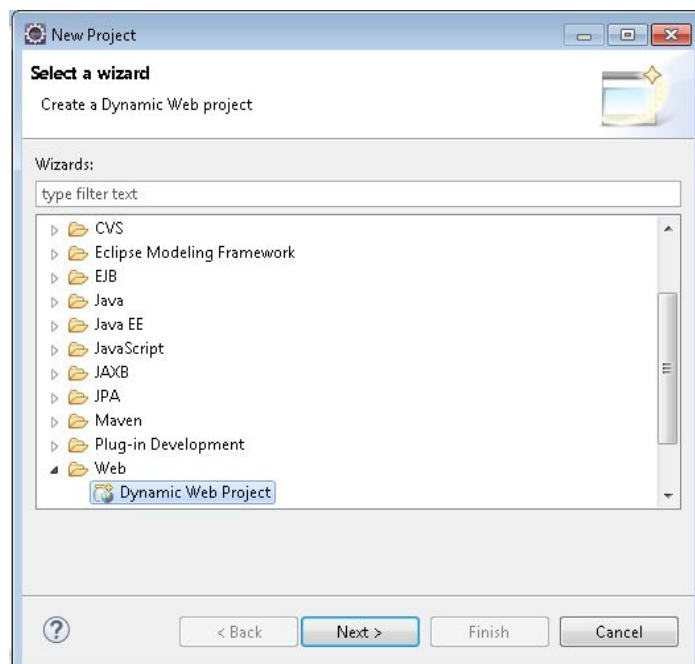 New Project
Select a wizard
Create a Dynamic Web project
Wizards:
type filter text
CVS
Eclipse Modeling Framework
EJB
Java
Java EE
JavaScript
JAXB
JPA
Maven
Plug-in Development
Web
Dynamic Web Project
< Back Next > Finish Cancel